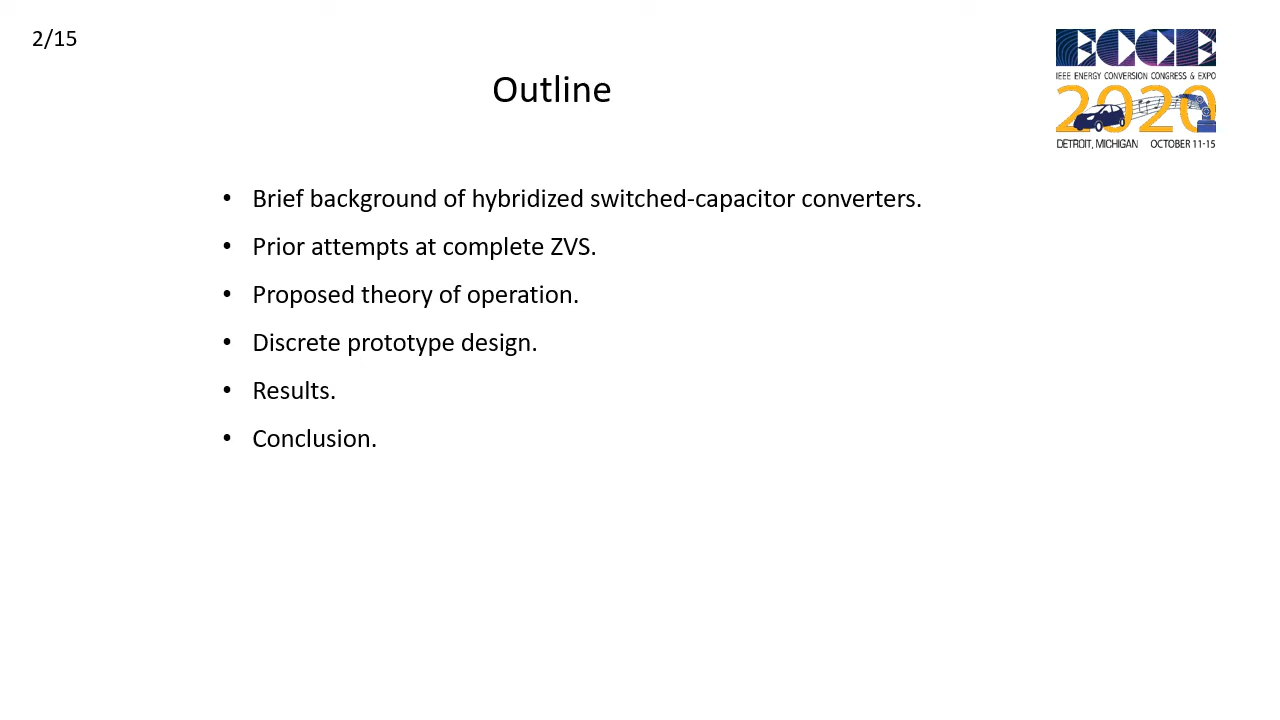 2/15
ECCE
IEEE ENERGY CONVERSION CONGRESS & EXPO
2020
DETROIT, MICHIGAN OCTOBER 11-15
Outline
• Brief background of hybridized switched-capacitor converters.
• Prior attempts at complete ZVS.
• Proposed theory of operation.
• Discrete prototype design.
• Results.
• Conclusion.